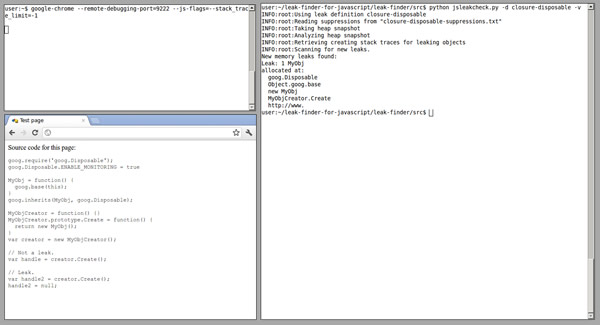 user:~$ google-chrome --remote-debugging-port=9222 --js-flags=--stack_trac
e_limit=-1
Test page
Source code for this page:
goog.require('goog.Disposable');
goog.Disposable.ENABLE_MONITORING = true
MyObj = function() {
goog.base(this);
}
goog.inherits(MyObj, goog.Disposable);
MyObjCreator = function() {}
MyObjCreator.prototype.Create = function() {
return new MyObj();
}
var creator = new MyObjCreator();
// Not a leak.
var handle = creator.Create();
// Leak.
var handle2 = creator.Create();
handle2 = null;
user:~/leak-finder-for-javascript/leak-finder/src$ python jsleakcheck.py -d closure-disposable -v
INFO:root:Using leak definition closure-disposable
INFO:root:Reading suppressions from "closure-disposable-suppressions.txt"
INFO:root:Taking heap snapshot
INFO:root:Analyzing heap snapshot
INFO:root:Retrieving creating stack traces for leaking objects
INFO:root:Scanning for new leaks.
New memory leaks found:
Leak: 1 MyObj
allocated at:
goog.Disposable
Object.goog.base
new MyObj
MyObjCreator.Create
http://www.
user:~/leak-finder-for-javascript/leak-finder/src$